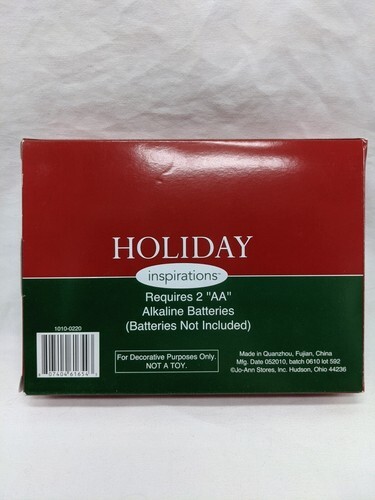 HOLIDAY
inspirations™
Requires 2 "AA"
Alkaline Batteries
(Batteries Not Included)
1010-0220
For Decorative Purposes Only.
NOT A TOY.
Made in Quanzhou, Fujian, China
Mfg. Date 052010, batch 0610 lot 592
©Jo-Ann Stores, Inc. Hudson, Ohio 44236